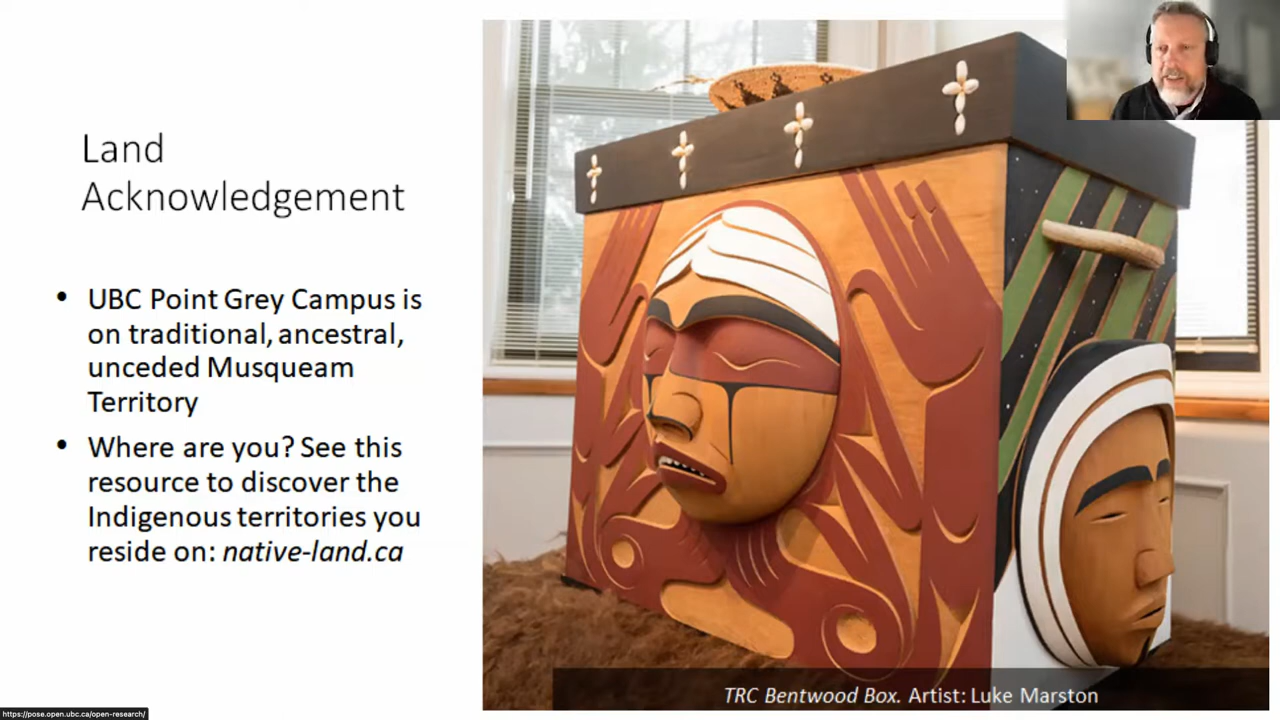 Land
Acknowledgement
• UBC Point Grey Campus is
on traditional, ancestral,
unceded Musqueam
Territory
• Where are you? See this
resource to discover the
Indigenous territories you
reside on: native-land.ca
TRC Bentwood Box. Artist: Luke Marston
https://pose.open.ubc.ca/open-research/